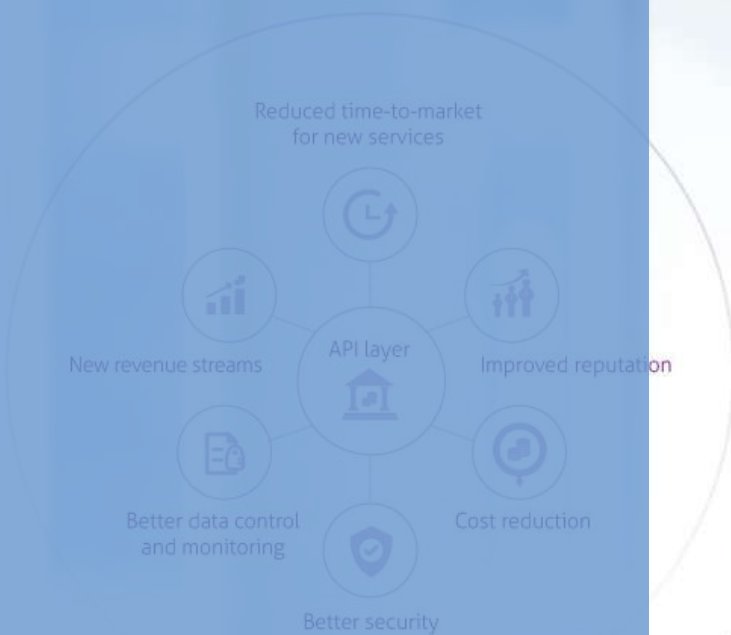 Reduced time-to-market
for new services
API layer
New revenue streams
Improved reputation
Better data control
and monitoring
Cost reduction
Better security